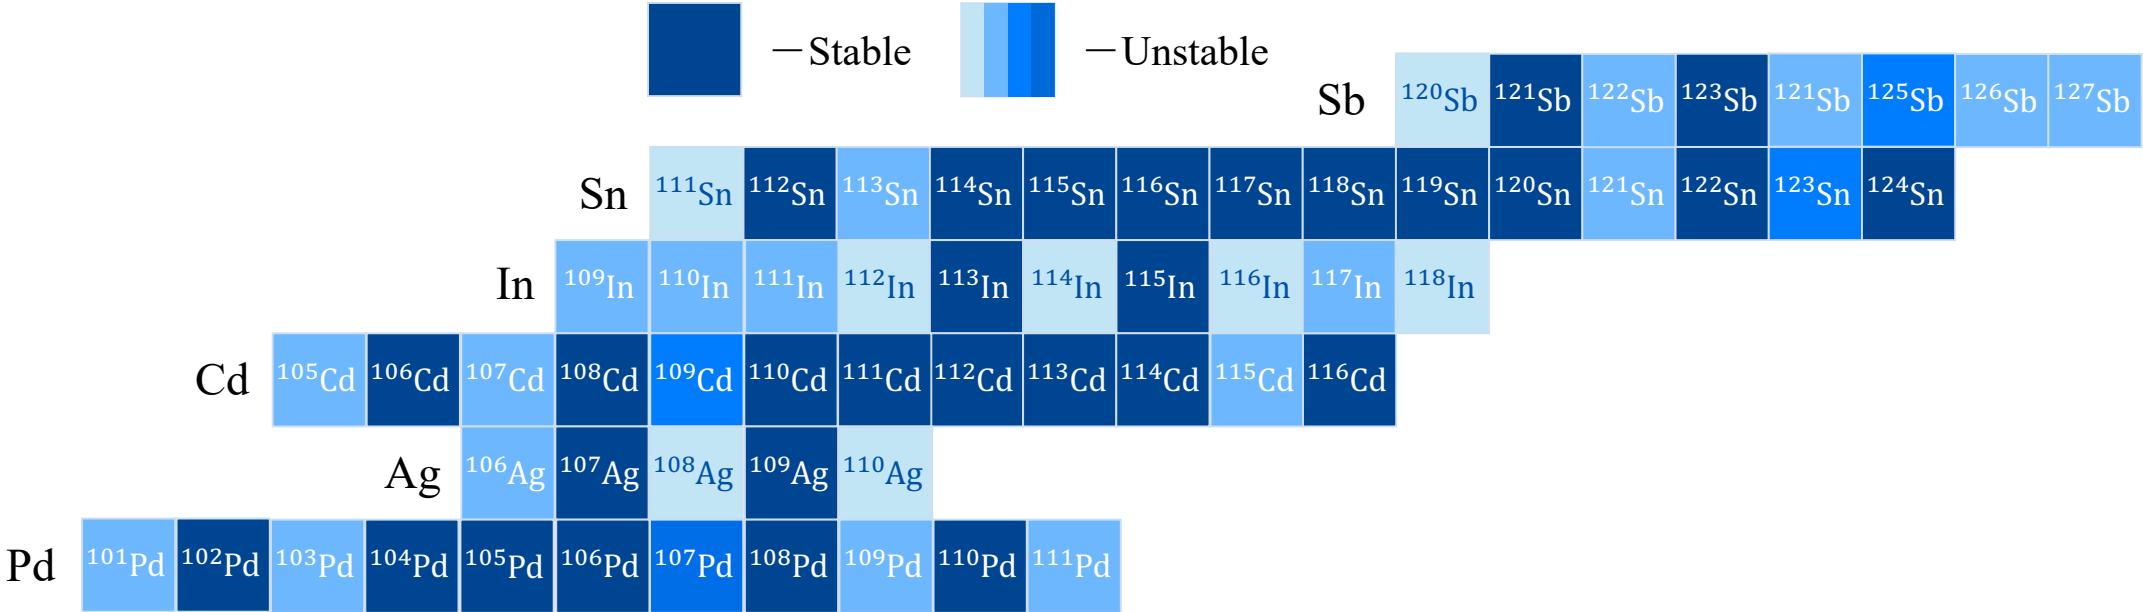 —Stable —Unstable
Sb ¹²⁰Sb ¹²¹Sb ¹²²Sb ¹²³Sb ¹²¹Sb ¹²⁵Sb ¹²⁶Sb ¹²⁷Sb
Sn ¹¹¹Sn ¹¹²Sn ¹¹³Sn ¹¹⁴Sn ¹¹⁵Sn ¹¹⁶Sn ¹¹⁷Sn ¹¹⁸Sn ¹¹⁹Sn ¹²⁰Sn ¹²¹Sn ¹²²Sn ¹²³Sn ¹²⁴Sn
In ¹⁰⁹In ¹¹⁰In ¹¹¹In ¹¹²In ¹¹³In ¹¹⁴In ¹¹⁵In ¹¹⁶In ¹¹⁷In ¹¹⁸In
Cd ¹⁰⁵Cd ¹⁰⁶Cd ¹⁰⁷Cd ¹⁰⁸Cd ¹⁰⁹Cd ¹¹⁰Cd ¹¹¹Cd ¹¹²Cd ¹¹³Cd ¹¹⁴Cd ¹¹⁵Cd ¹¹⁶Cd
Ag ¹⁰⁶Ag ¹⁰⁷Ag ¹⁰⁸Ag ¹⁰⁹Ag ¹¹⁰Ag
Pd ¹⁰¹Pd ¹⁰²Pd ¹⁰³Pd ¹⁰⁴Pd ¹⁰⁵Pd ¹⁰⁶Pd ¹⁰⁷Pd ¹⁰⁸Pd ¹⁰⁹Pd ¹¹⁰Pd ¹¹¹Pd